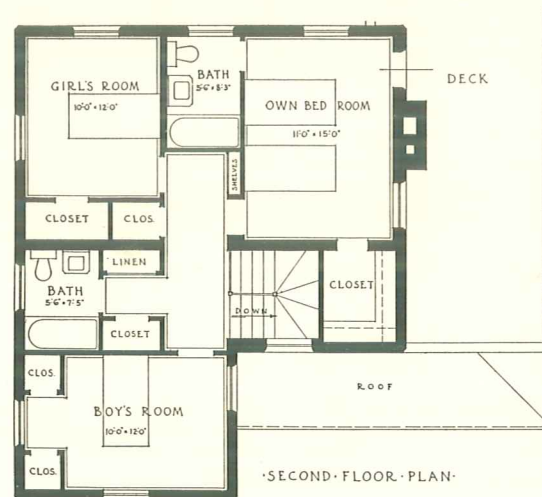 GIRL'S ROOM
10'-0" × 12'-0"
BATH
5'-6" × 8'-3"
OWN BED ROOM
11'-0" × 15'-0"
DECK
SHELVES
CLOSET
CLOS.
LINEN
BATH
5'-6" × 7'-5"
CLOSET
DOWN
CLOSET
CLOS.
BOY'S ROOM
10'-0" × 12'-0"
CLOS.
ROOF
·SECOND·FLOOR·PLAN·